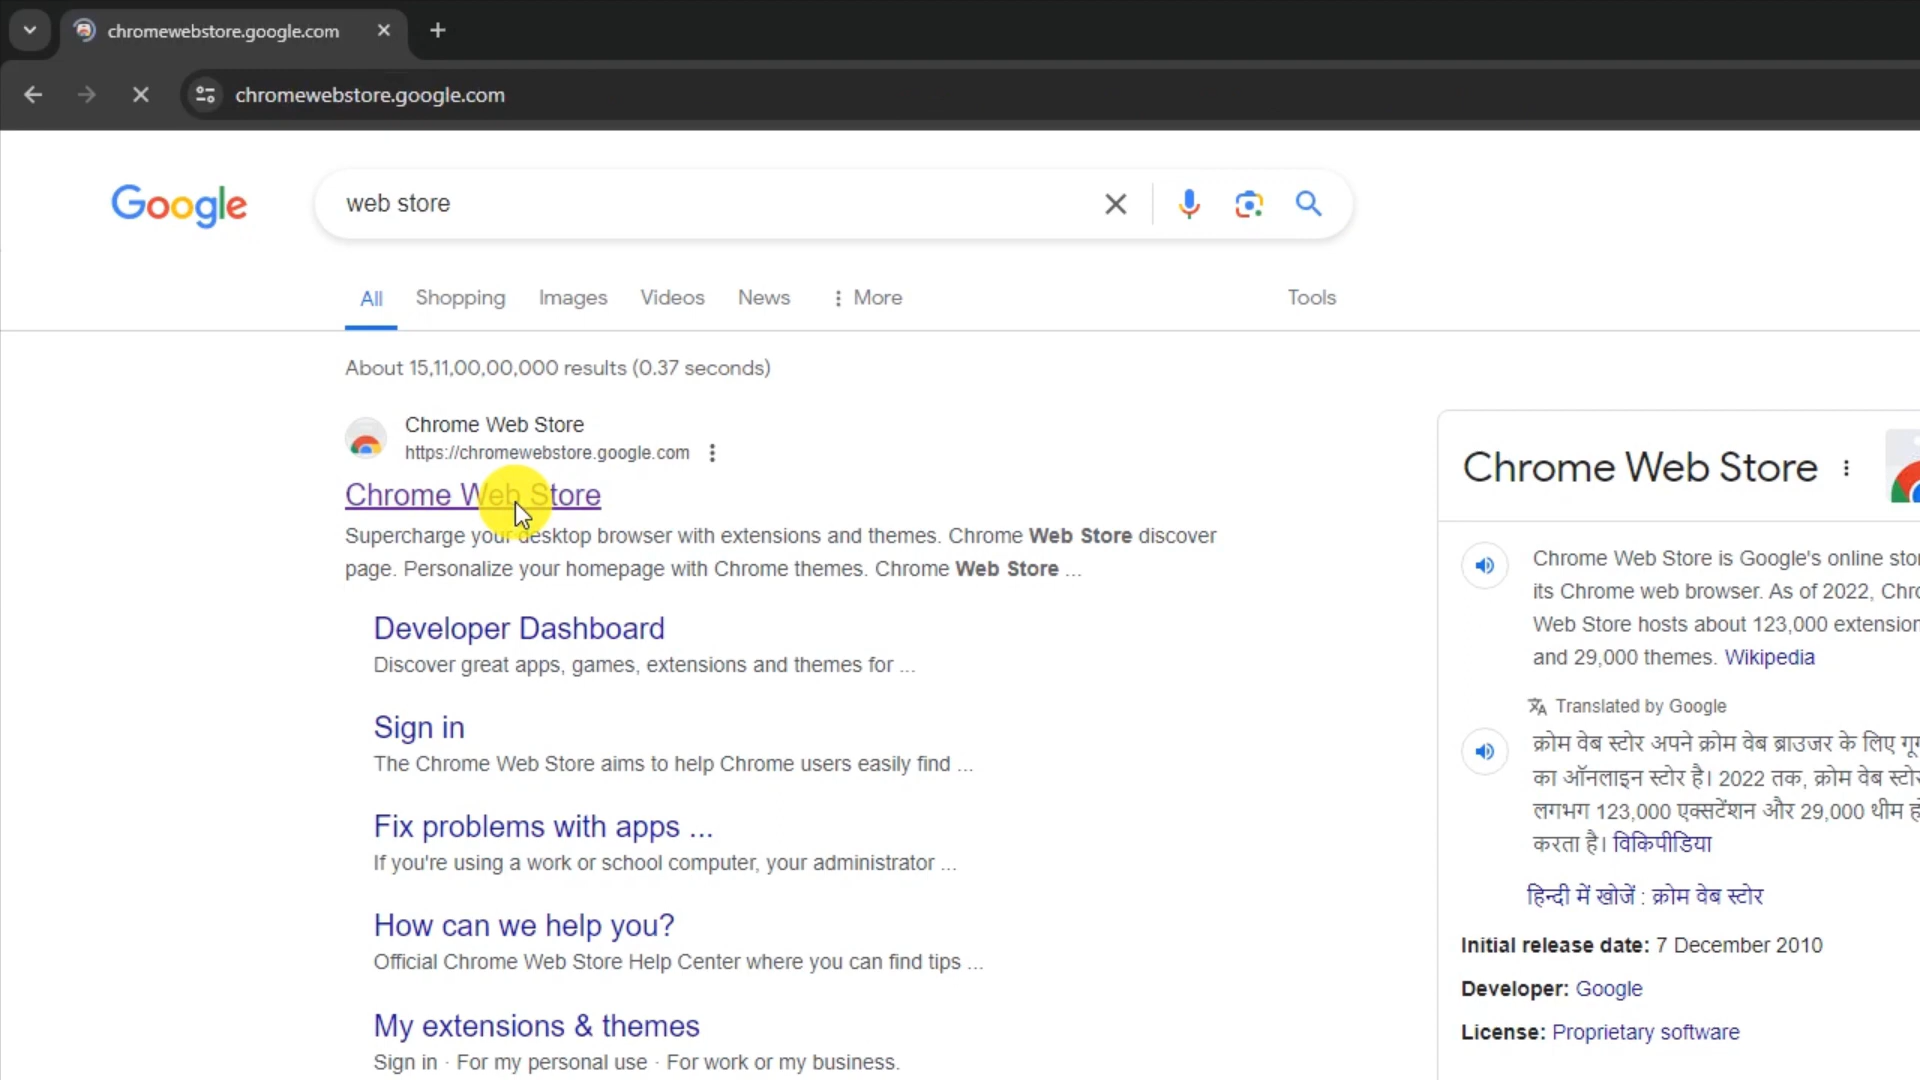 chromewebstore.google.com
chromewebstore.google.com
Google
web store
All Shopping Images Videos News More Tools
About 15,11,00,00,000 results (0.37 seconds)
Chrome Web Store
https://chromewebstore.google.com
Chrome Web Store
Supercharge your desktop browser with extensions and themes. Chrome Web Store discover
page. Personalize your homepage with Chrome themes. Chrome Web Store ...
Developer Dashboard
Discover great apps, games, extensions and themes for ...
Sign in
The Chrome Web Store aims to help Chrome users easily find ...
Fix problems with apps ...
If you're using a work or school computer, your administrator ...
How can we help you?
Official Chrome Web Store Help Center where you can find tips ...
My extensions & themes
Sign in · For my personal use · For work or my business.
Chrome Web Store
Chrome Web Store is Google's online
its Chrome web browser. As of 2022,
Web Store hosts about 123,000
and 29,000 themes. Wikipedia
Translated by Google
क्रोम वेब स्टोर अपने क्रोम वेब ब्राउजर के लिए
का ऑनलाइन स्टोर है। 2022 तक, क्रोम वेब
लगभग 123,000 एक्सटेंशन और 29,000 थीम
करता है। विकिपीडिया
हिन्दी में खोजें : क्रोम वेब स्टोर
Initial release date: 7 December 2010
Developer: Google
License: Proprietary software